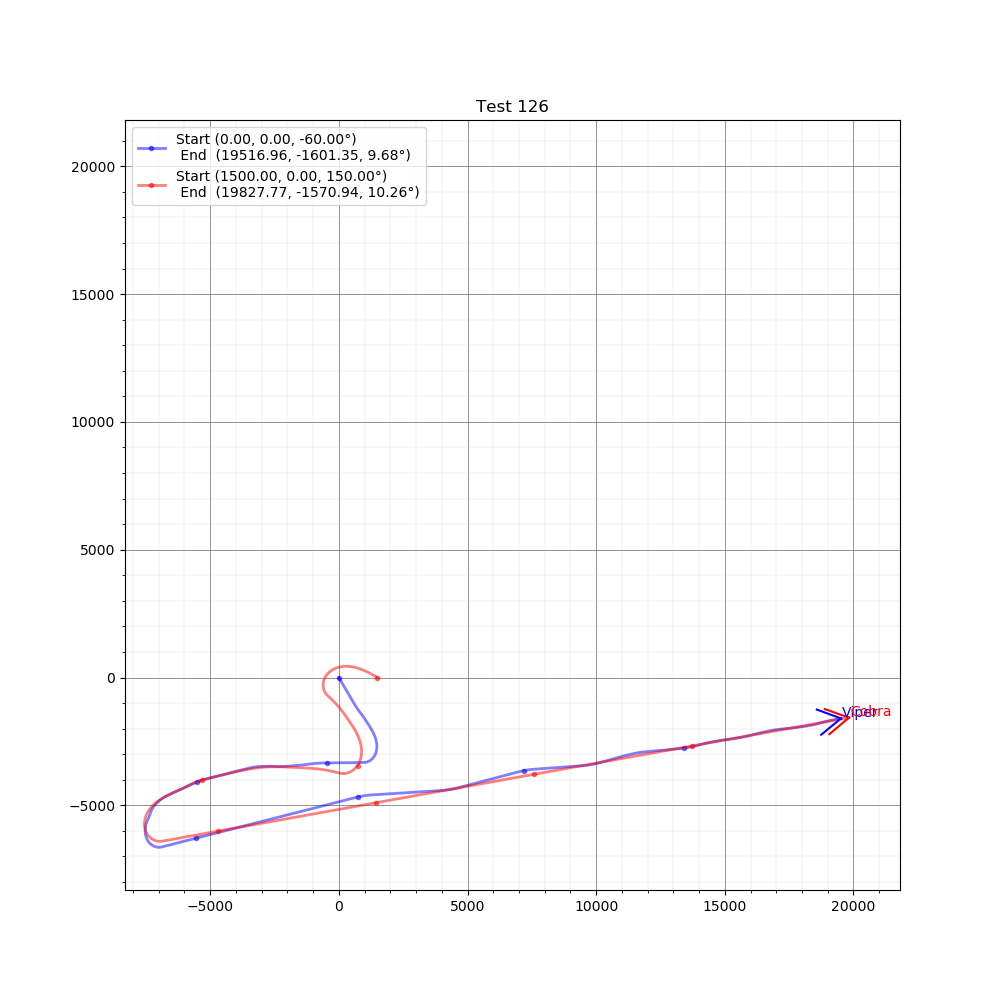 Test 126
Start (0.00, 0.00, -60.00°)
End (19516.96, -1601.35, 9.68°)
Start (1500.00, 0.00, 150.00°)
End (19827.77, -1570.94, 10.26°)
20000
15000
10000
5000
0
−5000
Viper
Cobra
−5000
0
5000
10000
15000
20000